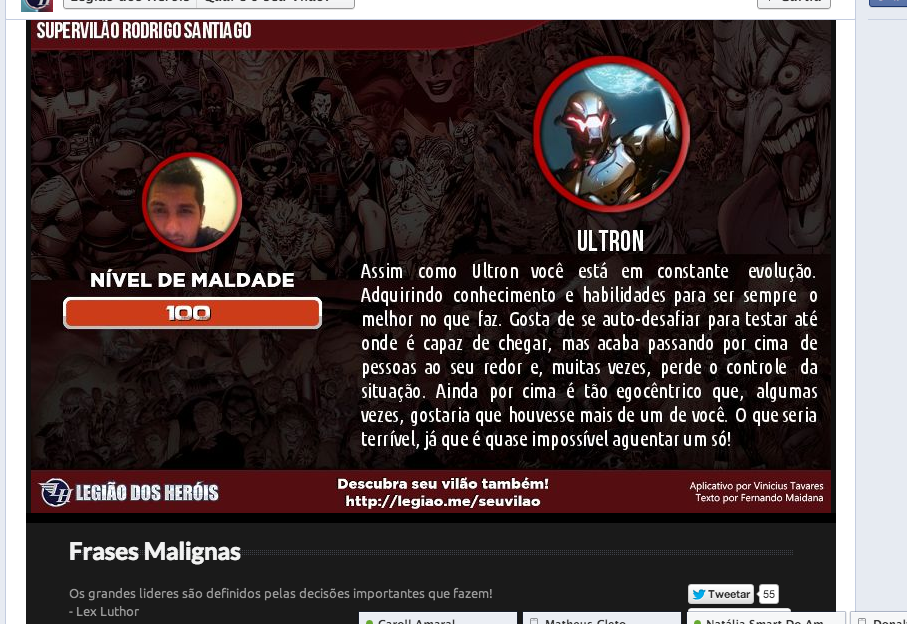 SUPERVILÃO RODRIGO SANTIAGO
NÍVEL DE MALDADE
100
ULTRON
Assim como Ultron você está em constante evolução.
Adquirindo conhecimento e habilidades para ser sempre o
melhor no que faz. Gosta de se auto-desafiar para testar até
onde é capaz de chegar, mas acaba passando por cima de
pessoas ao seu redor e, muitas vezes, perde o controle da
situação. Ainda por cima é tão egocêntrico que, algumas
vezes, gostaria que houvesse mais de um de você. O que seria
terrível, já que é quase impossível aguentar um só!
LH LEGIÃO DOS HERÓIS
Descubra seu vilão também!
http://legiao.me/seuvilao
Aplicativo por Vinicius Tavares
Texto por Fernando Maidana
Frases Malignas
Os grandes lideres são definidos pelas decisões importantes que fazem!
- Lex Luthor
Tweetar 55
Caroll Amaral
Matheus Cleto
Natália Smart Do Am